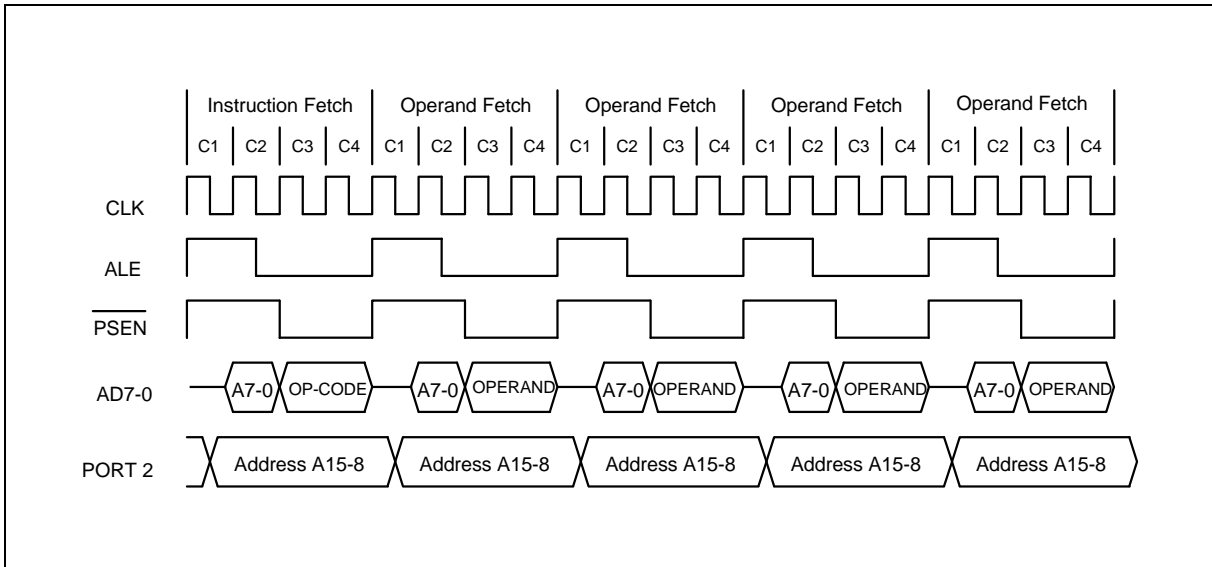 Instruction Fetch Operand Fetch Operand Fetch Operand Fetch Operand Fetch
C1 C2 C3 C4 C1 C2 C3 C4 C1 C2 C3 C4 C1 C2 C3 C4 C1 C2 C3 C4
CLK
ALE
PSEN
AD7-0 A7-0 OP-CODE A7-0 OPERAND A7-0 OPERAND A7-0 OPERAND A7-0 OPERAND
PORT 2 Address A15-8 Address A15-8 Address A15-8 Address A15-8 Address A15-8